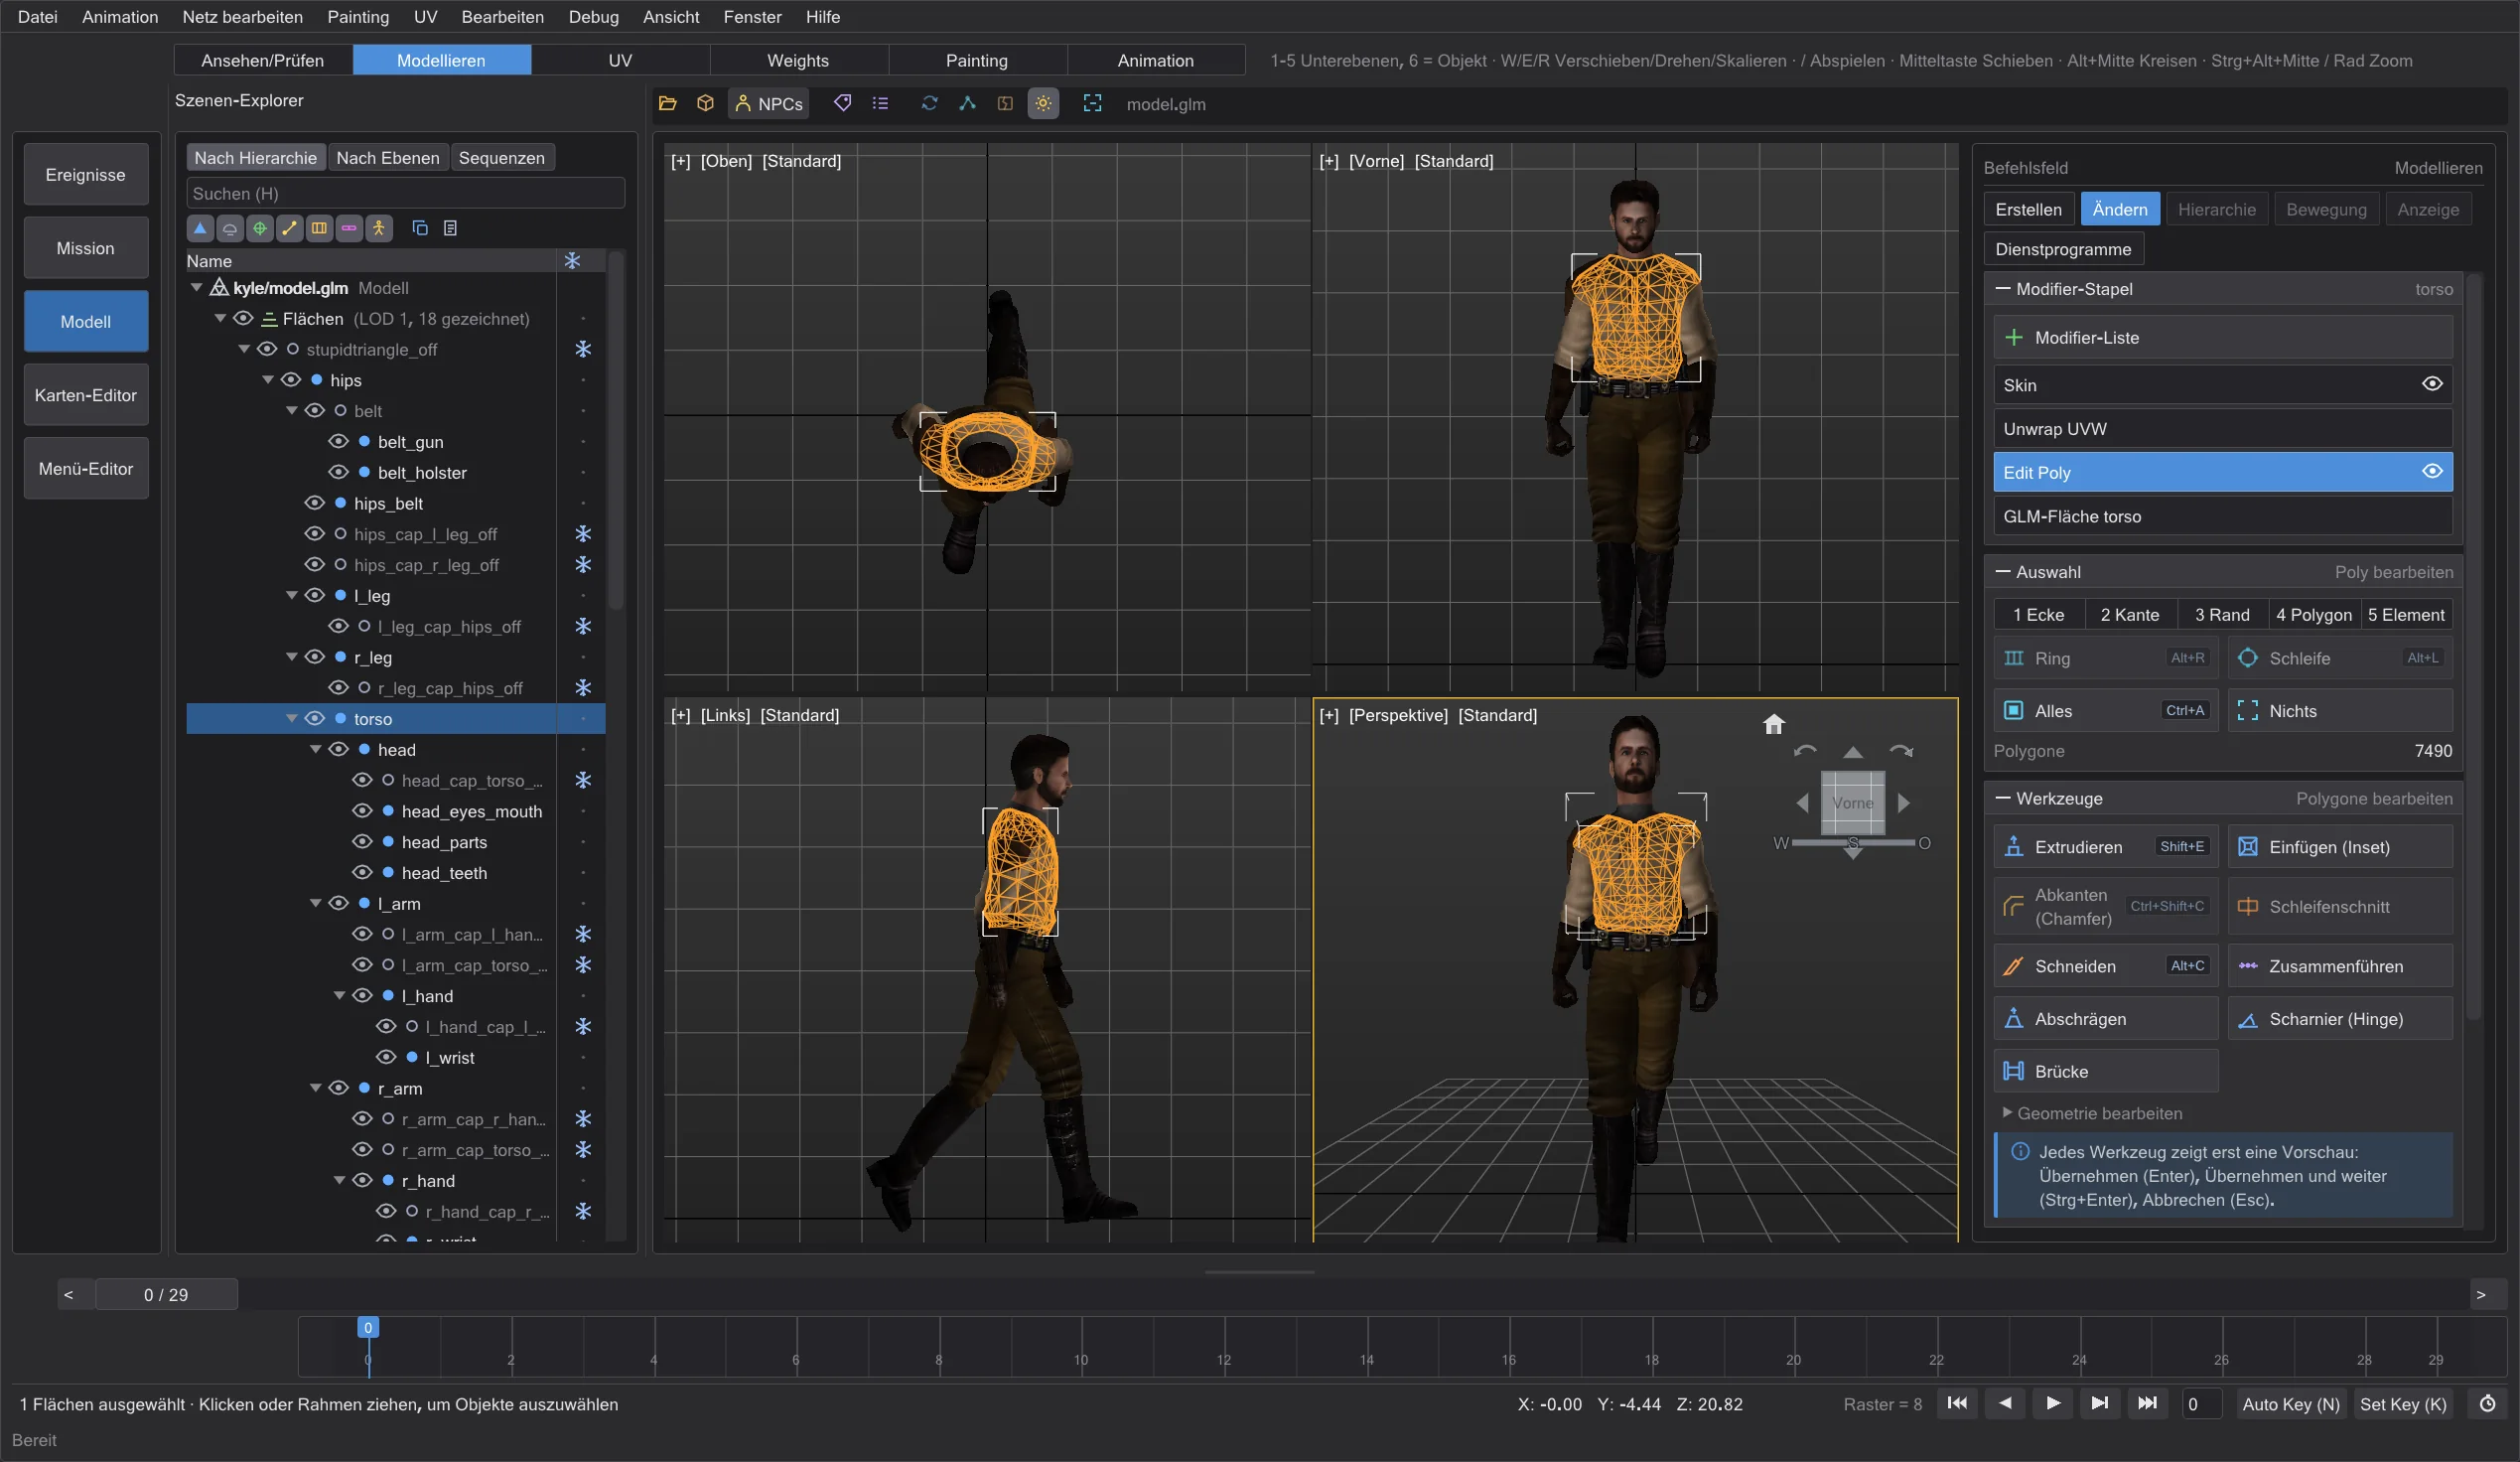 Datei Animation Netz bearbeiten Painting UV Bearbeiten Debug Ansicht Fenster Hilfe
Ansehen/Prüfen Modellieren UV Weights Painting Animation 1-5 Unterebenen, 6 = Objekt · W/E/R Verschieben/Drehen/Skalieren · / Abspielen · Mitteltaste Schieben · Alt+Mitte Kreisen · Strg+Alt+Mitte / Rad Zoom
Szenen-Explorer
NPCs model.glm
Ereignisse
Mission
Modell
Karten-Editor
Menü-Editor
Nach Hierarchie Nach Ebenen Sequenzen
Suchen (H)
Name
kyle/model.glm Modell
Flächen (LOD 1, 18 gezeichnet)
stupidtriangle_off
hips
belt
belt_gun
belt_holster
hips_belt
hips_cap_l_leg_off
hips_cap_r_leg_off
l_leg
l_leg_cap_hips_off
r_leg
r_leg_cap_hips_off
torso
head
head_cap_torso_...
head_eyes_mouth
head_parts
head_teeth
l_arm
l_arm_cap_l_han...
l_arm_cap_torso_...
l_hand
l_hand_cap_l_...
l_wrist
r_arm
r_arm_cap_r_han...
r_arm_cap_torso_...
r_hand
r_hand_cap_r_...
r_wrist
[+] [Oben] [Standard]
[+] [Vorne] [Standard]
[+] [Links] [Standard]
[+] [Perspektive] [Standard]
Vorne
W S O
Befehlsfeld Modellieren
Erstellen Ändern Hierarchie Bewegung Anzeige
Dienstprogramme
Modifier-Stapel torso
Modifier-Liste
Skin
Unwrap UVW
Edit Poly
GLM-Fläche torso
Auswahl Poly bearbeiten
1 Ecke 2 Kante 3 Rand 4 Polygon 5 Element
Ring Alt+R Schleife Alt+L
Alles Ctrl+A Nichts
Polygone 7490
Werkzeuge Polygone bearbeiten
Extrudieren Shift+E Einfügen (Inset)
Abkanten (Chamfer) Ctrl+Shift+C Schleifenschnitt
Schneiden Alt+C Zusammenführen
Abschrägen Scharnier (Hinge)
Brücke
Geometrie bearbeiten
Jedes Werkzeug zeigt erst eine Vorschau:
Übernehmen (Enter), Übernehmen und weiter
(Strg+Enter), Abbrechen (Esc).
< 0 / 29 >
0
0 2 4 6 8 10 12 14 16 18 20 22 24 26 28 29
1 Flächen ausgewählt · Klicken oder Rahmen ziehen, um Objekte auszuwählen X: -0.00 Y: -4.44 Z: 20.82 Raster = 8 0 Auto Key (N) Set Key (K)
Bereit